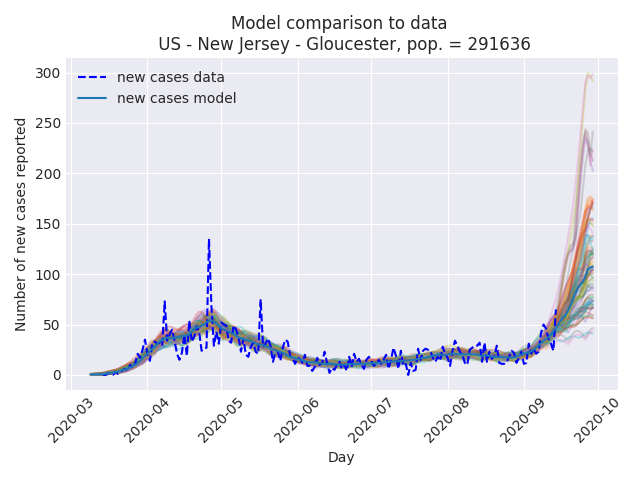 Model comparison to data
US - New Jersey - Gloucester, pop. = 291636
new cases data
new cases model
Number of new cases reported
300
250
200
150
100
50
0
2020-03
2020-04
2020-05
2020-06
2020-07
2020-08
2020-09
2020-10
Day